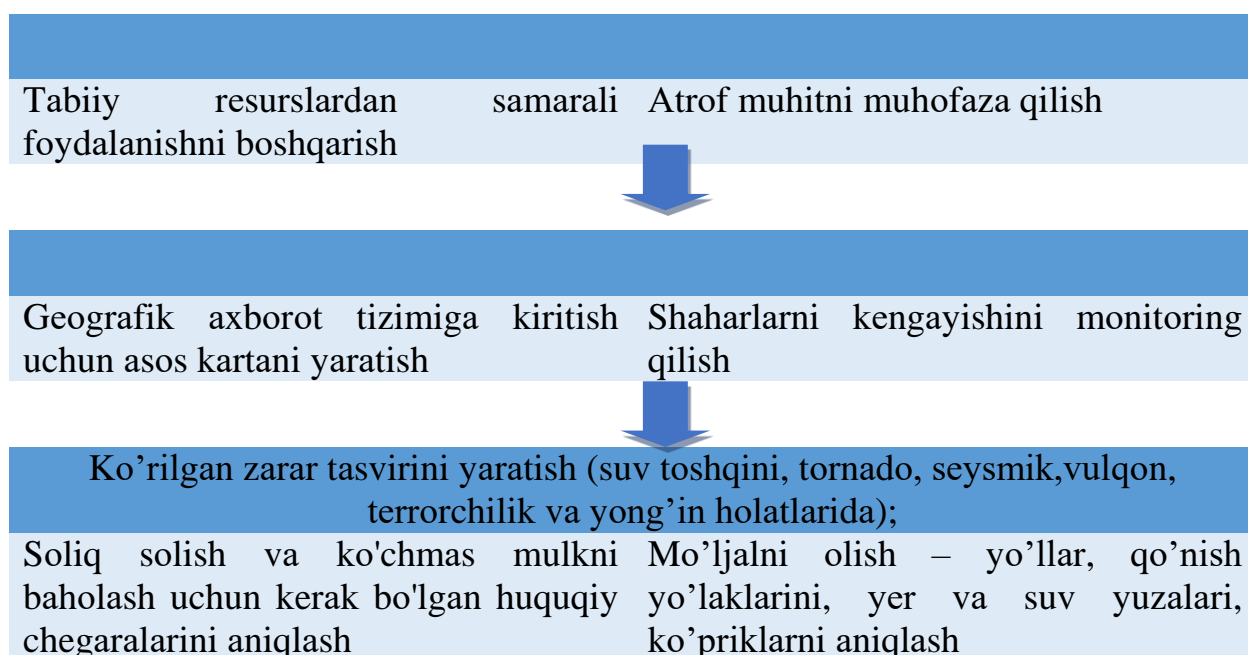 Tabiiy resurslardan samarali
foydalanishni boshqarish
Atrof muhitni muhofaza qilish
Geografik axborot tizimiga kiritish
uchun asos kartani yaratish
Shaharlarni kengayishini monitoring
qilish
Ko’rilgan zarar tasvirini yaratish (suv toshqini, tornado, seysmik,vulqon,
terrorchilik va yong’in holatlarida);
Soliq solish va ko'chmas mulkni
baholash uchun kerak bo'lgan huquqiy
chegaralarini aniqlash
Mo’ljalni olish – yo’llar, qo’nish
yo’laklarini, yer va suv yuzalari,
ko’priklarni aniqlash